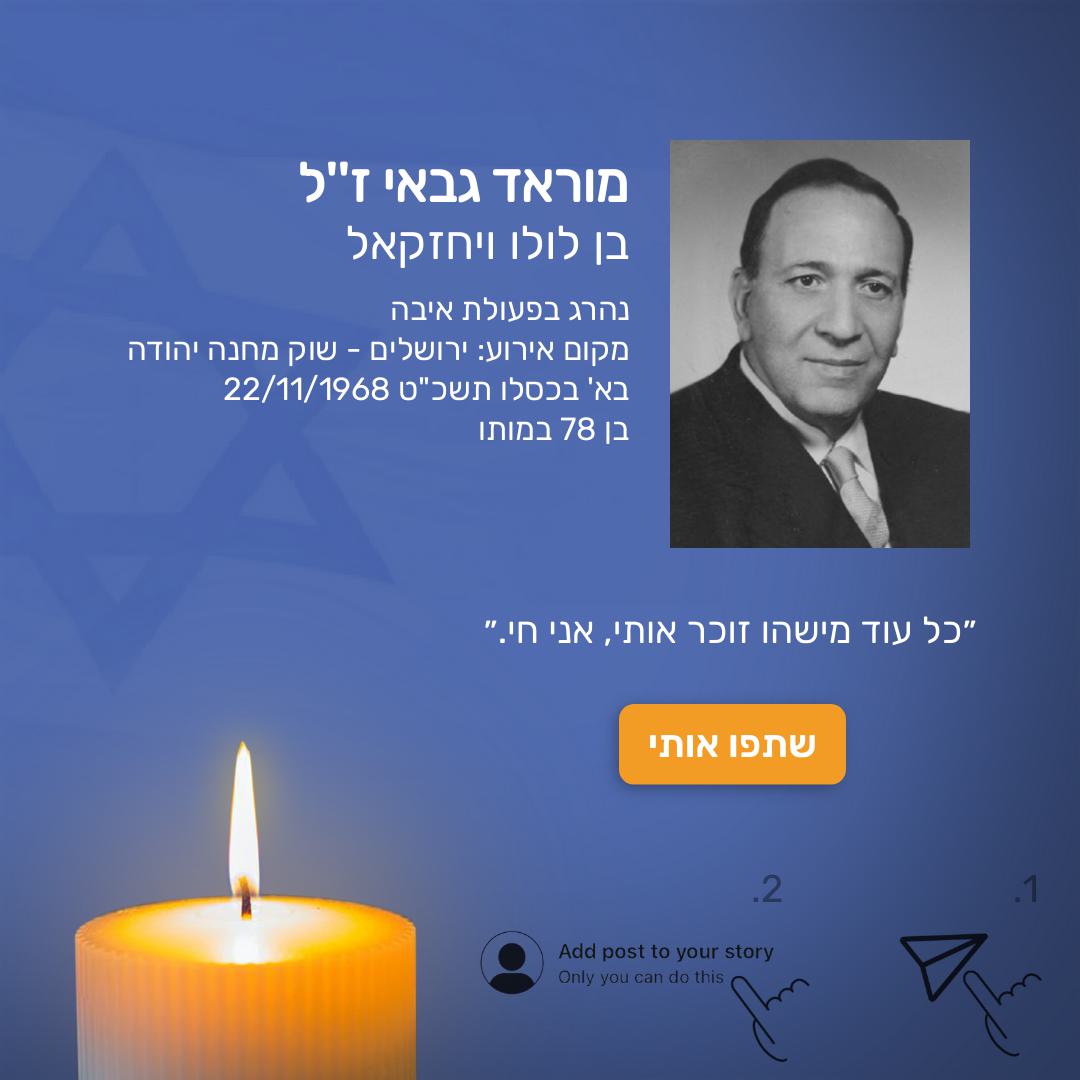 מוראד גבאי ז"ל
בן לולו ויחזקאל
נהרג בפעולת איבה
מקום אירוע: ירושלים - שוק מחנה יהודה
בא' בכסלו תשכ"ט 22/11/1968
בן 78 במותו
״כל עוד מישהו זוכר אותי, אני חי.״
שתפו אותי
1.
2.
Add post to your story
Only you can do this